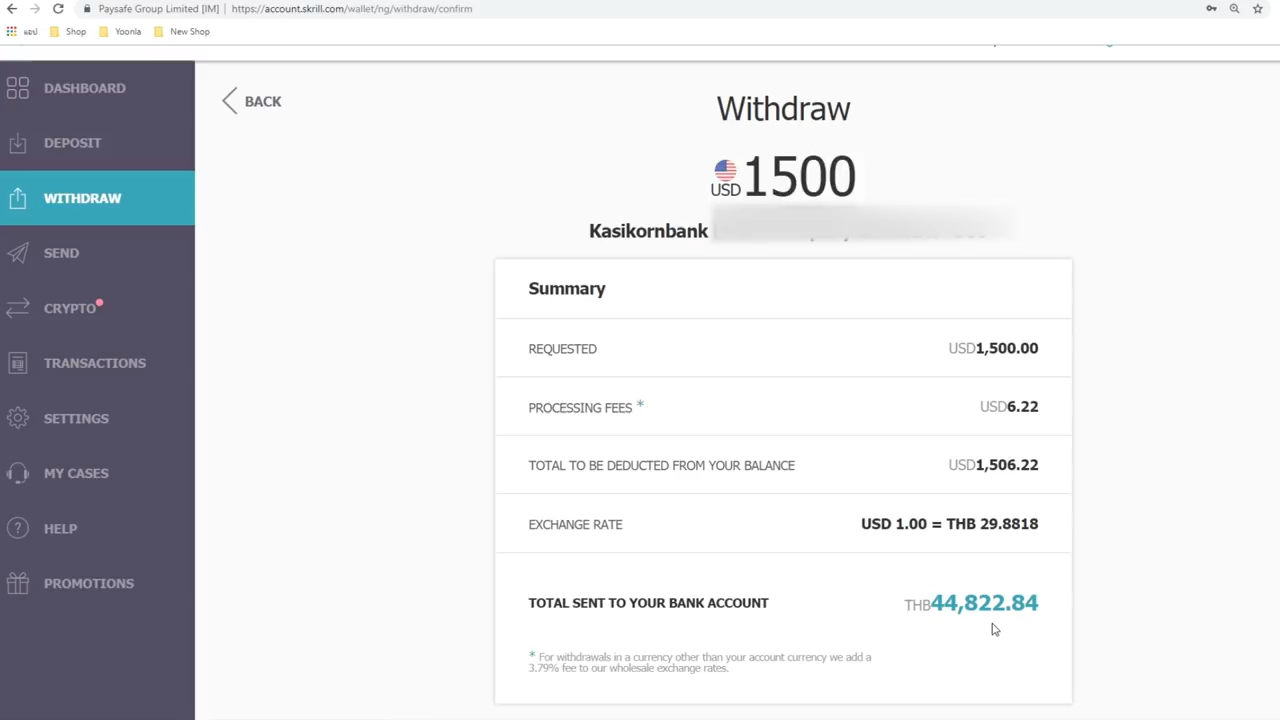 Paysafe Group Limited [IM] | https://account.skrill.com/wallet/ng/withdraw/confirm
แอป Shop Yoonla New Shop
DASHBOARD
DEPOSIT
WITHDRAW
SEND
CRYPTO
TRANSACTIONS
SETTINGS
MY CASES
HELP
PROMOTIONS
BACK
Withdraw
USD 1500
Kasikornbank
Summary
REQUESTED USD1,500.00
PROCESSING FEES * USD6.22
TOTAL TO BE DEDUCTED FROM YOUR BALANCE USD1,506.22
EXCHANGE RATE USD 1.00 = THB 29.8818
TOTAL SENT TO YOUR BANK ACCOUNT THB44,822.84
* For withdrawals in a currency other than your account currency we add a
3.79% fee to our wholesale exchange rates.